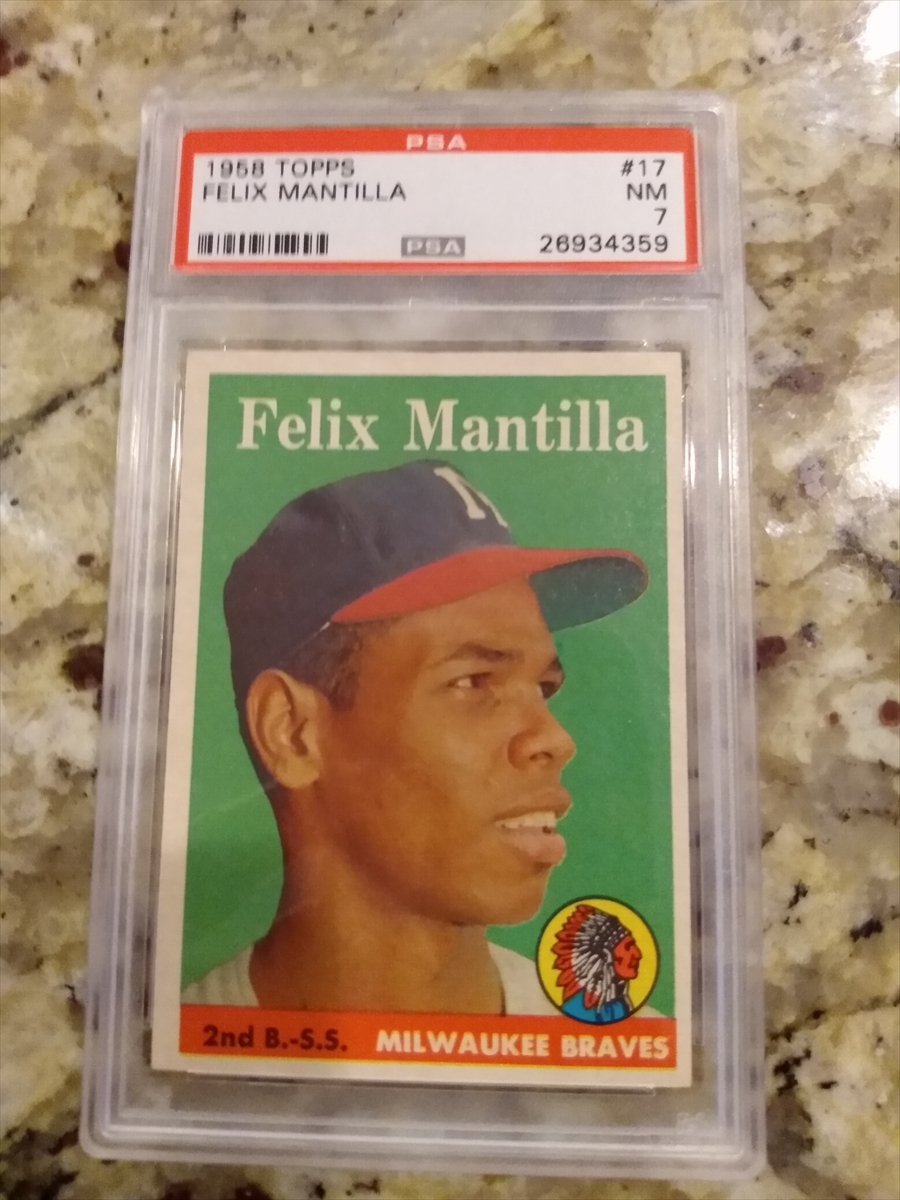 PSA
1958 TOPPS #17
FELIX MANTILLA NM
7
PSA 26934359
Felix Mantilla
M
2nd B.-S.S. MILWAUKEE BRAVES